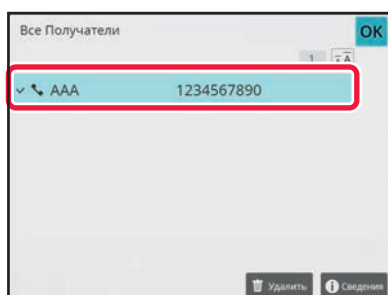 Все Получатели
OK
1
AAA 1234567890
Удалить
Сведения